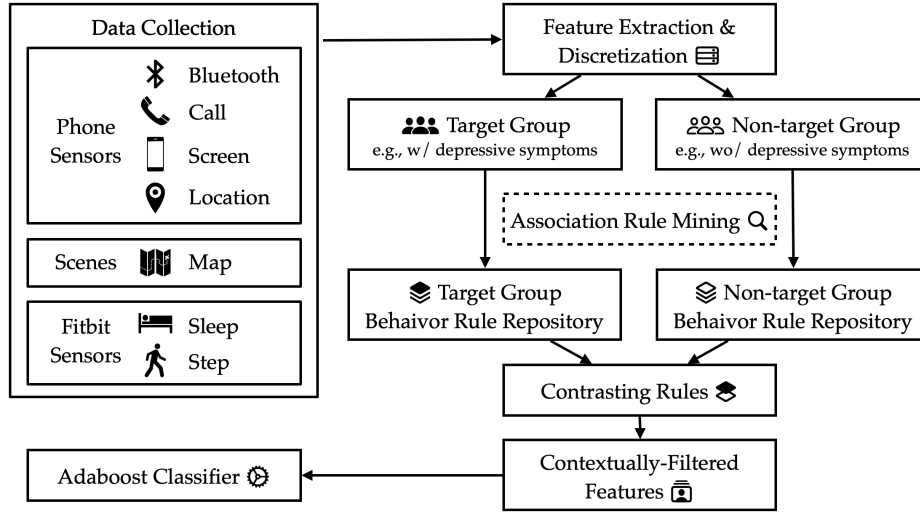 Data Collection
Phone
Sensors
Bluetooth
Call
Screen
Location
Scenes
Map
Fitbit
Sensors
Sleep
Step
Feature Extraction &
Discretization
Target Group
e.g., w/ depressive symptoms
Non-target Group
e.g., wo/ depressive symptoms
Association Rule Mining
Target Group
Behaivor Rule Repository
Non-target Group
Behaivor Rule Repository
Contrasting Rules
Contextually-Filtered
Features
Adaboost Classifier